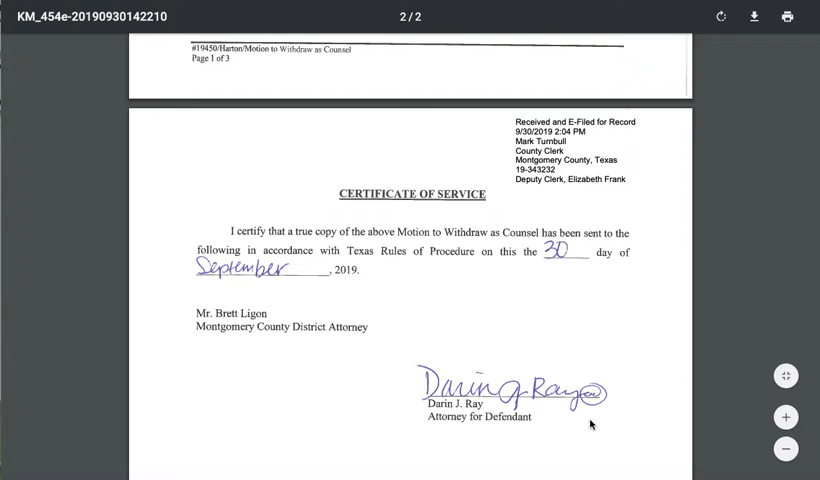 KM_454e-20190930142210
2 / 2
#19450/Harton/Motion to Withdraw as Counsel
Page 1 of 3
Received and E-Filed for Record
9/30/2019 2:04 PM
Mark Turnbull
County Clerk
Montgomery County, Texas
19-343232
Deputy Clerk, Elizabeth Frank
CERTIFICATE OF SERVICE
I certify that a true copy of the above Motion to Withdraw as Counsel has been sent to the
following in accordance with Texas Rules of Procedure on this the 30 day of
September, 2019.
Mr. Brett Ligon
Montgomery County District Attorney
Darin J Ray
Darin J. Ray
Attorney for Defendant